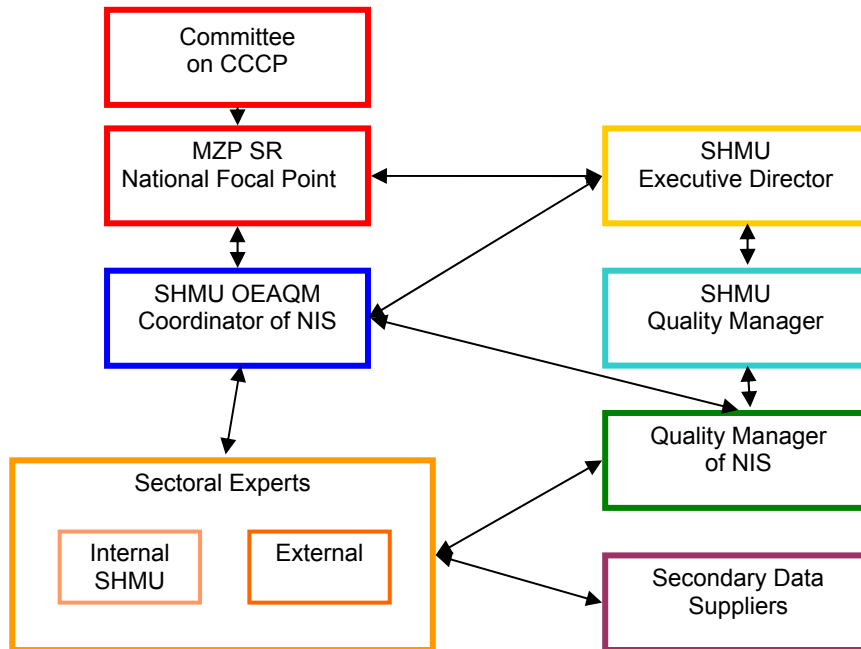 Committee
on CCCP
MZP SR
National Focal Point
SHMU
Executive Director
SHMU OEAQM
Coordinator of NIS
SHMU
Quality Manager
Quality Manager
of NIS
Sectoral Experts
Internal
SHMU
External
Secondary Data
Suppliers